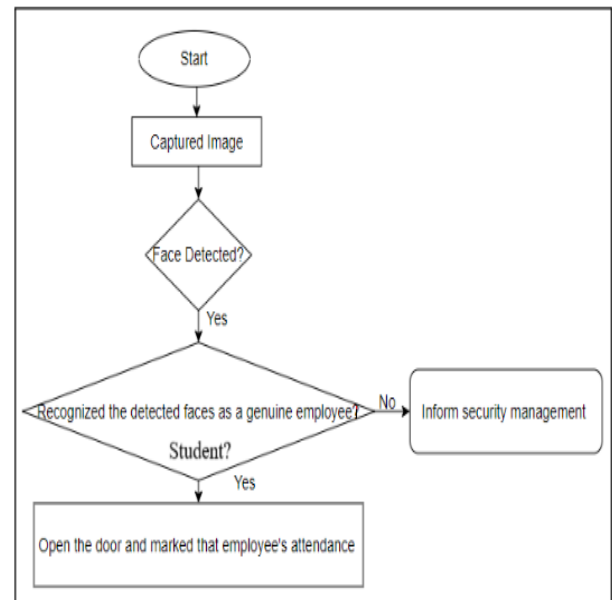 Start
Captured Image
Face Detected?
Yes
Recognized the detected faces as a genuine employee?
No
Inform security management
Student?
Yes
Open the door and marked that employee's attendance